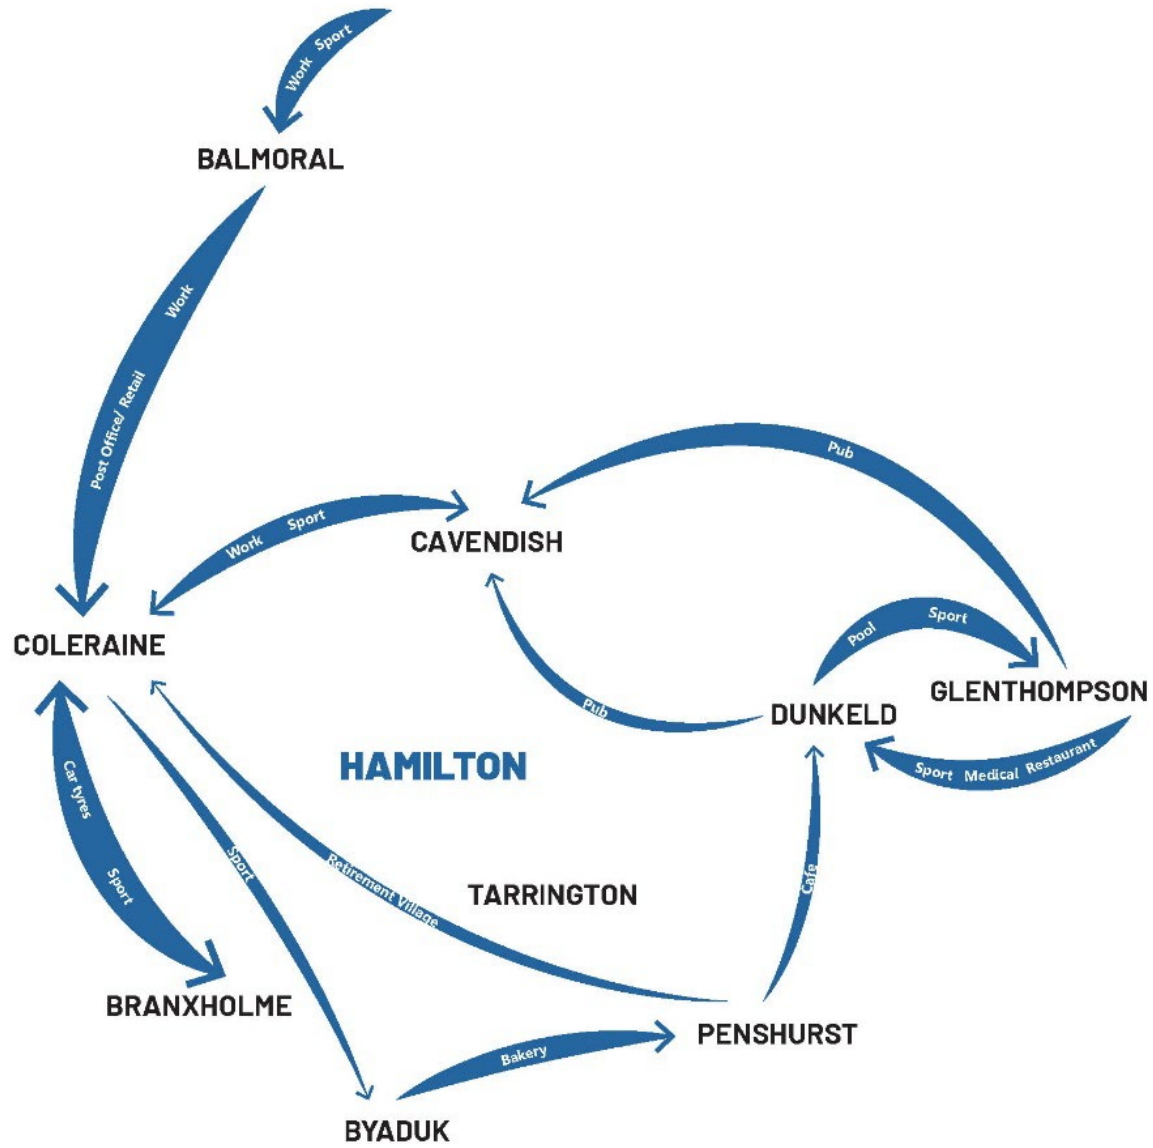 Work Sport
BALMORAL
Work
Post Office/ Retail
Pub
Work Sport
CAVENDISH
COLERAINE
Pool Sport
GLENTHOMPSON
DUNKELD
Pub
Sport Medical Restaurant
HAMILTON
Car tyres
Sport
Sport
Retirement Village
TARRINGTON
Cafe
BRANXHOLME
PENSHURST
Bakery
BYADUK